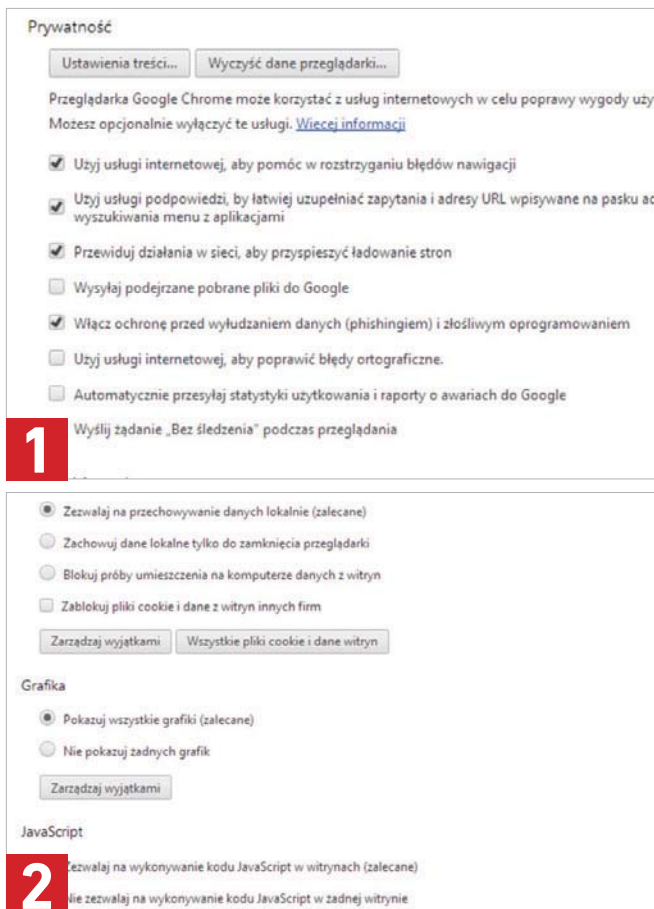 Prywatność
Ustawienia treści... Wyczyść dane przeglądarki...
Przeglądarka Google Chrome może korzystać z usług internetowych w celu poprawy wygody uży
Możesz opcjonalnie wyłączyć te usługi. Więcej informacji
Użyj usługi internetowej, aby pomóc w rozstrzyganiu błędów nawigacji
Użyj usługi podpowiedzi, by łatwiej uzupełniać zapytania i adresy URL wpisywane na pasku ad
wyszukiwania menu z aplikacjami
Przewiduj działania w sieci, aby przyspieszyć ładowanie stron
Wysyłaj podejrzane pobrane pliki do Google
Włącz ochronę przed wyłudzaniem danych (phishingiem) i złośliwym oprogramowaniem
Użyj usługi internetowej, aby poprawić błędy ortograficzne.
Automatycznie przesyłaj statystyki użytkowania i raporty o awariach do Google
Wyślij żądanie „Bez śledzenia” podczas przeglądania
1
Zezwalaj na przechowywanie danych lokalnie (zalecane)
Zachowuj dane lokalne tylko do zamknięcia przeglądarki
Blokuj próby umieszczenia na komputerze danych z witryn
Zablokuj pliki cookie i dane z witryn innych firm
Zarządzaj wyjątkami Wszystkie pliki cookie i dane witryn
Grafika
Pokazuj wszystkie grafiki (zalecane)
Nie pokazuj żadnych grafik
Zarządzaj wyjątkami
JavaScript
Zezwalaj na wykonywanie kodu JavaScript w witrynach (zalecane)
2
Nie zezwalaj na wykonywanie kodu JavaScript w żadnej witrynie